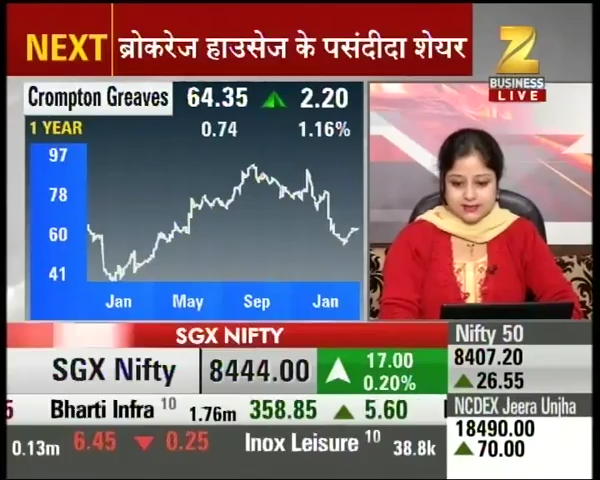 NEXT ब्रोकरेज हाउसेज के पसंदीदा शेयर
Z
BUSINESS
LIVE
Crompton Greaves 64.35 2.20
1 YEAR 0.74 1.16%
97
78
60
41
Jan May Sep Jan
SGX NIFTY
SGX Nifty 8444.00 17.00
0.20%
Nifty 50
8407.20
26.55
5 Bharti Infra 10 1.76m 358.85 5.60
NCDEX Jeera Unjha
18490.00
70.00
0.13m 6.45 0.25 Inox Leisure 10 38.8k